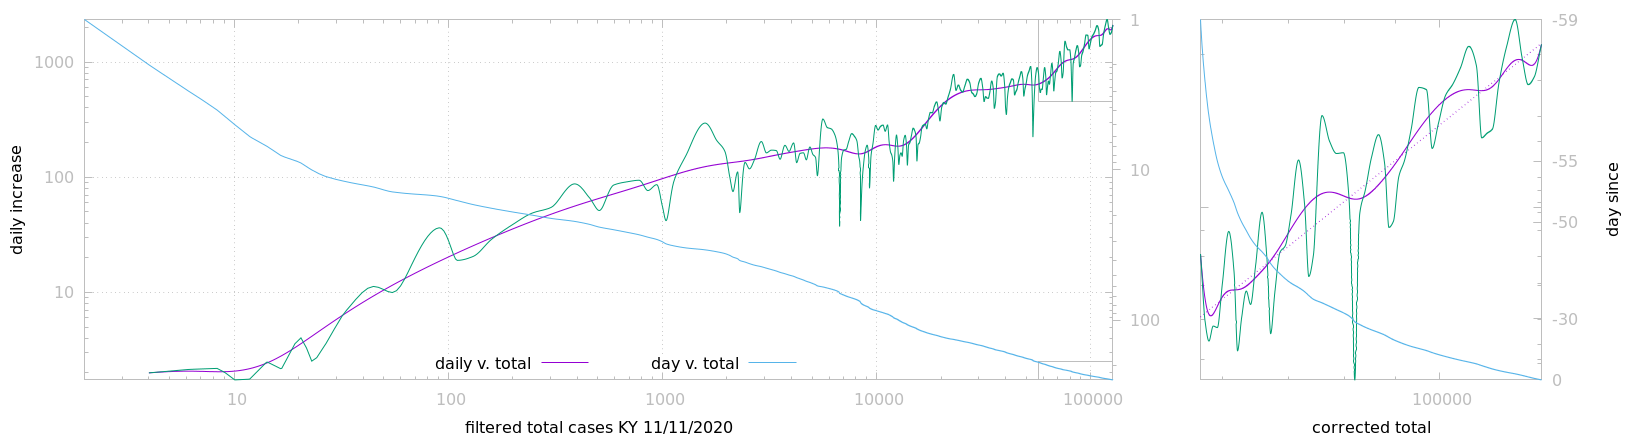 daily increase
1000
100
10
10
100
1000
10000
100000
1
10
100
daily v. total
day v. total
filtered total cases KY 11/11/2020
-59
-55
-50
-30
0
100000
day since
corrected total